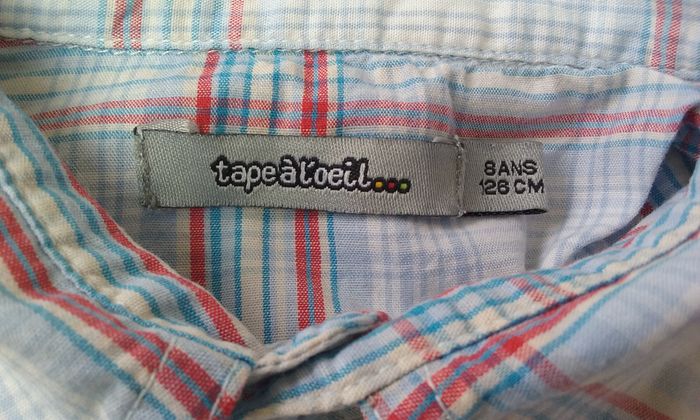 tape à l'oeil...
8ANS
126 CM